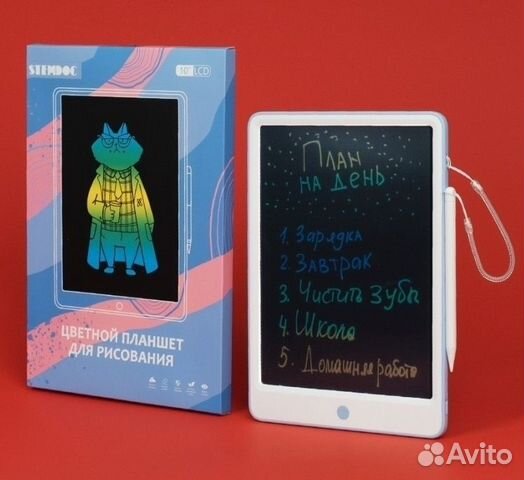 STEMDOC
10" LCD
ЦВЕТНОЙ ПЛАНШЕТ
ДЛЯ РИСОВАНИЯ
ПЛАН
НА ДЕНЬ
1. Зарядка
2. Завтрак
3 Чистить Зубы
4. Школа
5. Домашняя работа
Avito